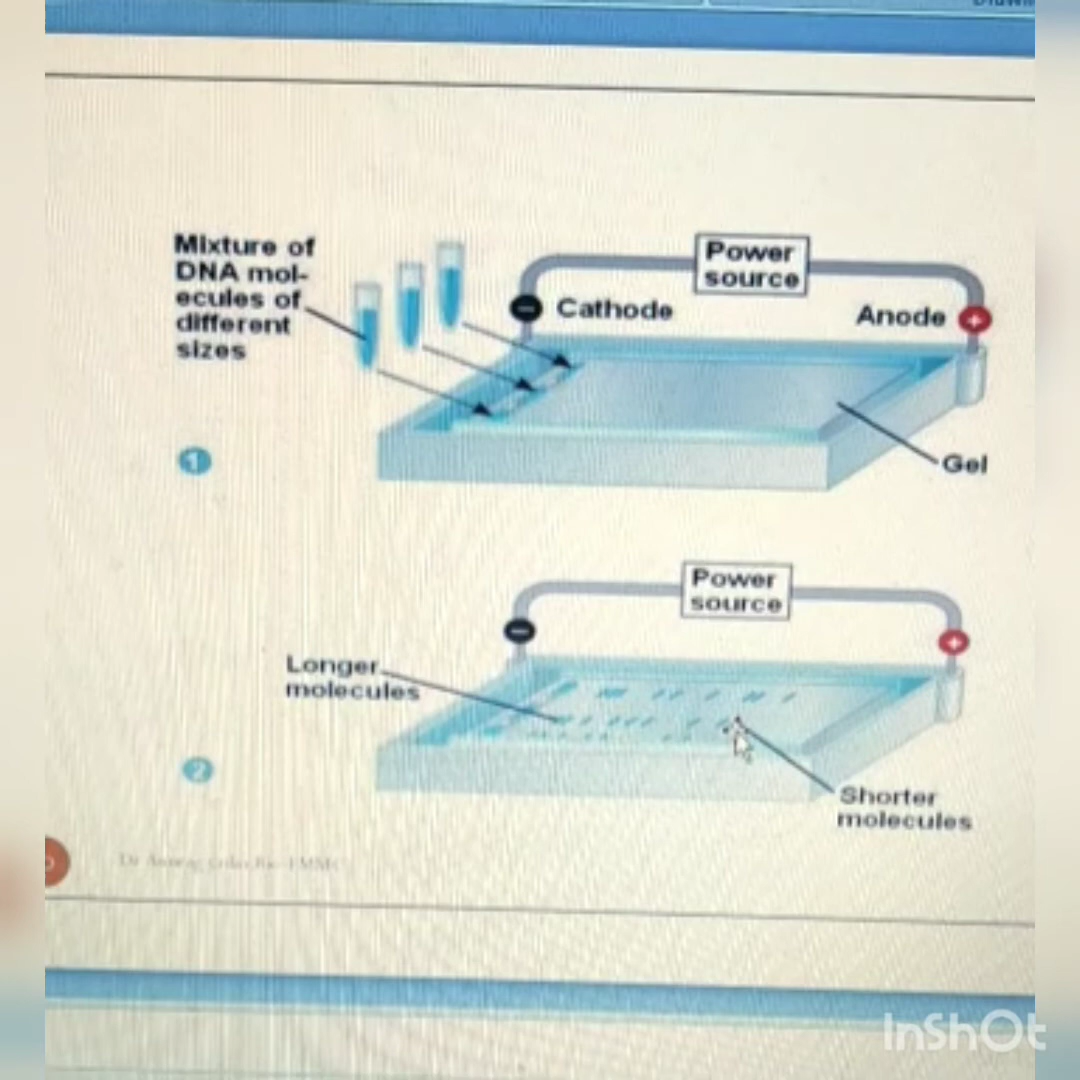 Mixture of
DNA mol-
ecules of
different
sizes
Power
source
Cathode
Anode
Gel
1
Power
source
Longer
molecules
2
Shorter
molecules
InShOt